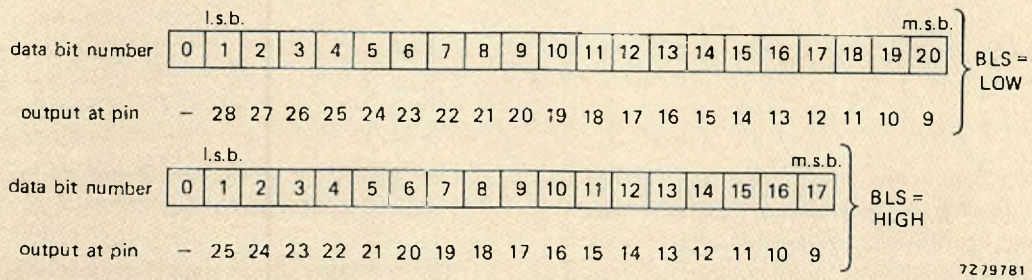 l.s.b. m.s.b.
data bit number 0 1 2 3 4 5 6 7 8 9 10 11 12 13 14 15 16 17 18 19 20 BLS = LOW
output at pin – 28 27 26 25 24 23 22 21 20 19 18 17 16 15 14 13 12 11 10 9
l.s.b. m.s.b.
data bit number 0 1 2 3 4 5 6 7 8 9 10 11 12 13 14 15 16 17 BLS = HIGH
output at pin – 25 24 23 22 21 20 19 18 17 16 15 14 13 12 11 10 9
7279781